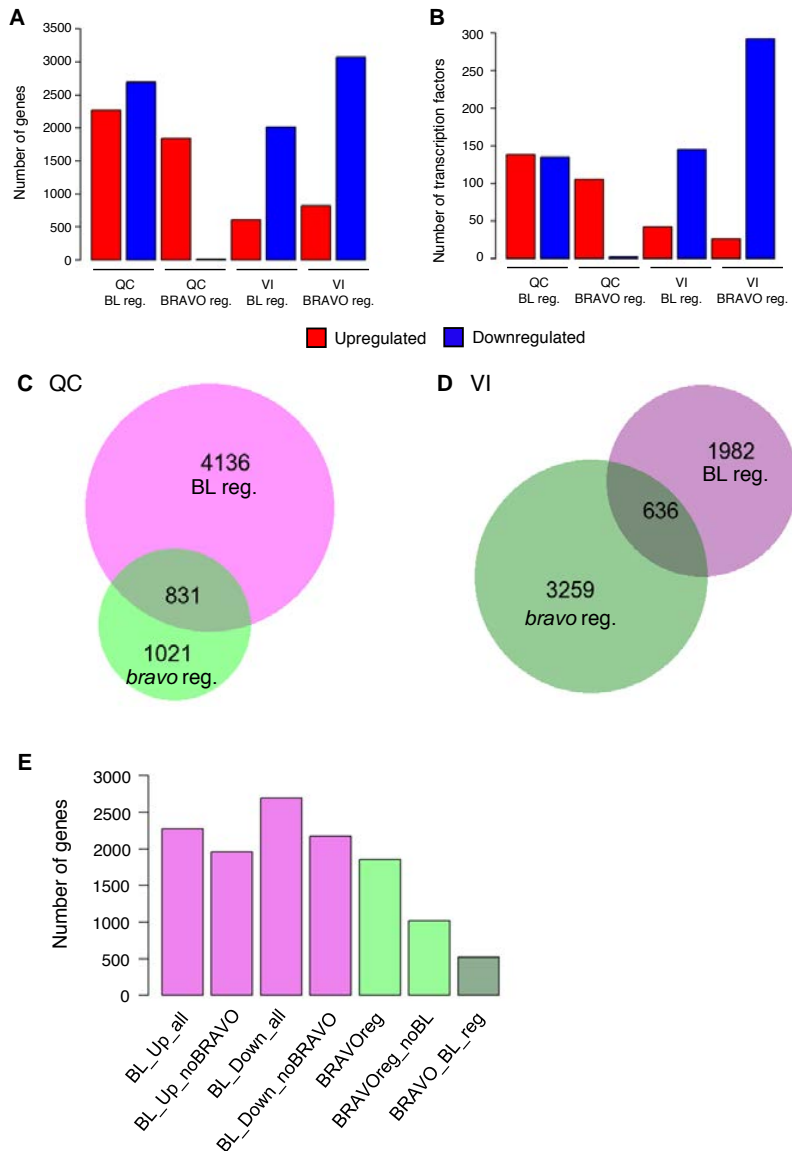 A
B
Number of genes
3500
3000
2500
2000
1500
1000
500
0
QC
BL reg.
QC
BRAVO reg.
VI
BL reg.
VI
BRAVO reg.
Number of transcription factors
300
250
200
150
100
50
0
QC
BL reg.
QC
BRAVO reg.
VI
BL reg.
VI
BRAVO reg.
Upregulated
Downregulated
C QC
4136
BL reg.
831
1021
bravo reg.
D VI
1982
BL reg.
636
3259
bravo reg.
E
Number of genes
3000
2500
2000
1500
1000
500
0
BL_Up_all
BL_Up_noBRAVO
BL_Down_all
BL_Down_noBRAVO
BRAVOreg
BRAVOreg_noBL
BRAVO_BL_reg